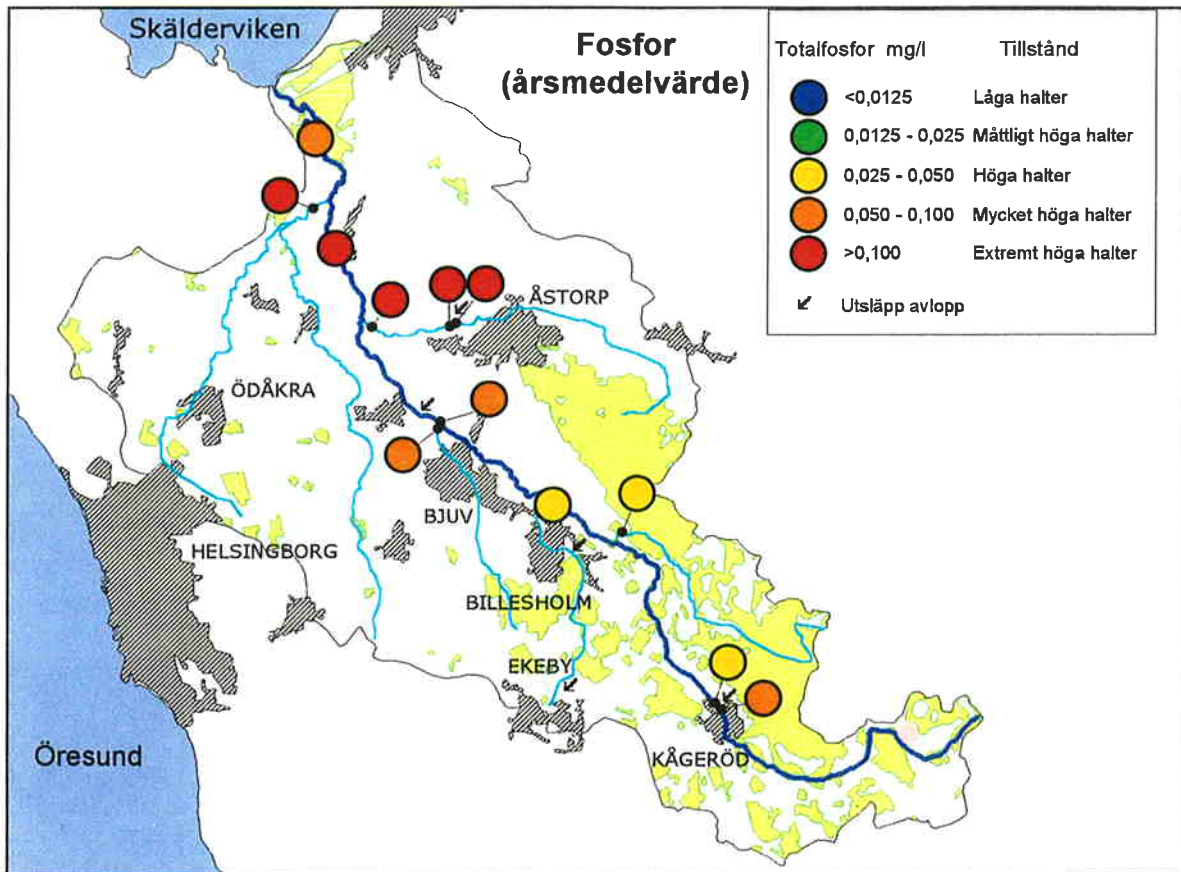 Skälderviken
Fosfor
(årsmedelvärde)
Totalfosfor mg/l Tillstånd
<0,0125 Låga halter
0,0125 - 0,025 Måttligt höga halter
0,025 - 0,050 Höga halter
0,050 - 0,100 Mycket höga halter
>0,100 Extremt höga halter
Utsläpp avlopp
ÅSTORP
ÖDÅKRA
BJUV
HELSINGBORG
BILLESHOLM
EKEBY
KÅGERÖD
Öresund